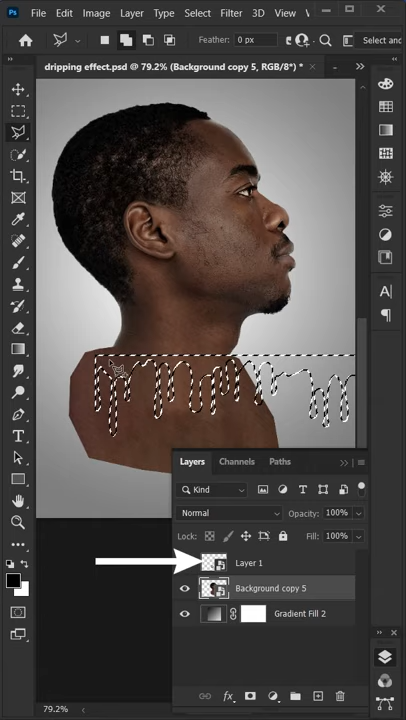 Ps File Edit Image Layer Type Select Filter 3D View
Feather: 0 px Select and
dripping effect.psd @ 79.2% (Background copy 5, RGB/8*) *
Layers Channels Paths
Kind
Normal Opacity: 100%
Lock: Fill: 100%
Layer 1
Background copy 5
Gradient Fill 2
fx
79.2%